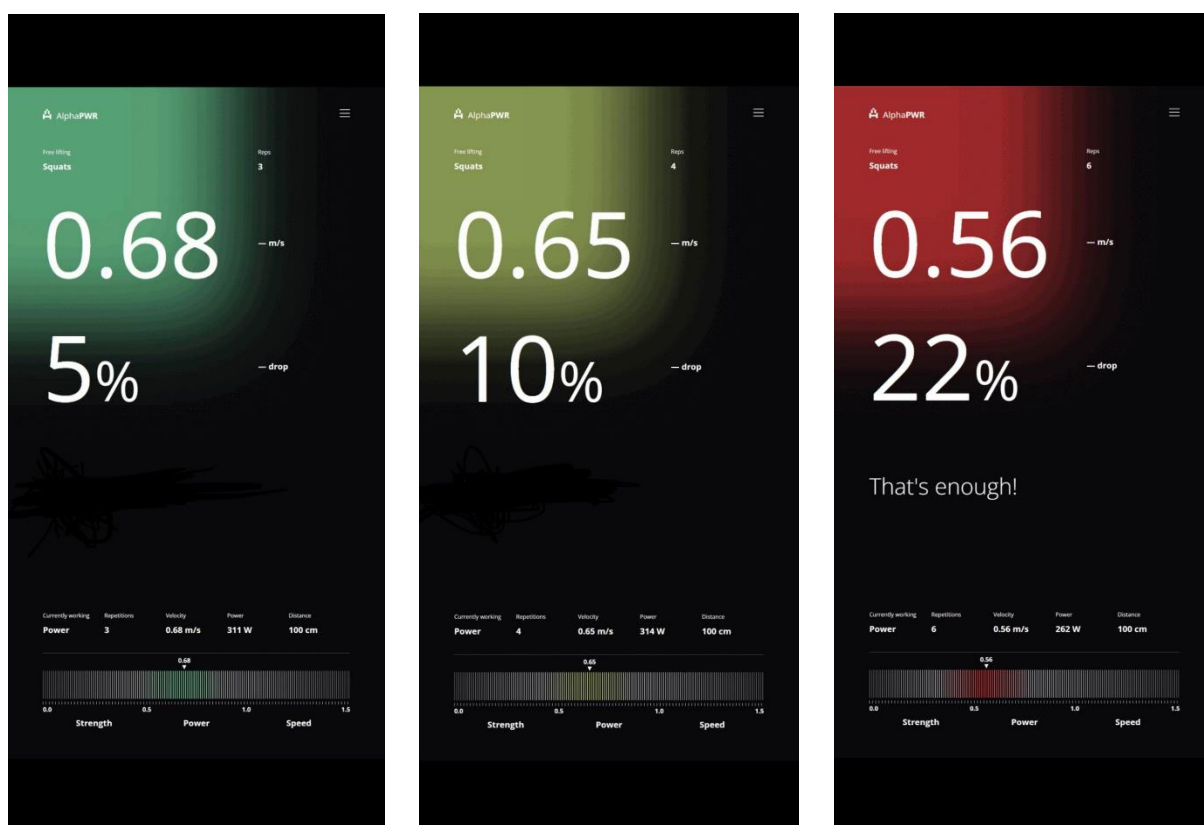 AlphaPWR
Free lifting Reps
Squats 3
0.68 — m/s
5% — drop
Currently working Repetitions Velocity Power Distance
Power 3 0.68 m/s 311 W 100 cm
0.68
0.0 0.5 1.0 1.5
Strength Power Speed
AlphaPWR
Free lifting Reps
Squats 4
0.65 — m/s
10% — drop
Currently working Repetitions Velocity Power Distance
Power 4 0.65 m/s 314 W 100 cm
0.65
0.0 0.5 1.0 1.5
Strength Power Speed
AlphaPWR
Free lifting Reps
Squats 6
0.56 — m/s
22% — drop
That's enough!
Currently working Repetitions Velocity Power Distance
Power 6 0.56 m/s 262 W 100 cm
0.56
0.0 0.5 1.0 1.5
Strength Power Speed